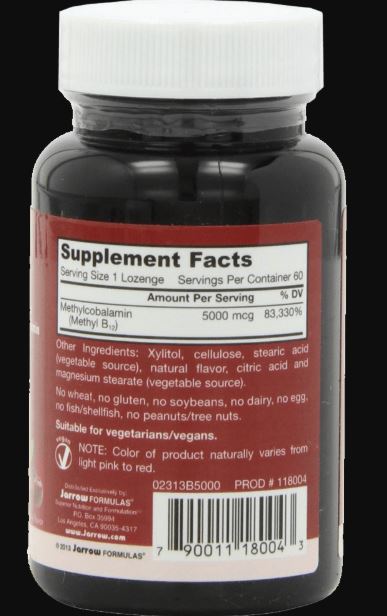 Supplement Facts
Serving Size 1 Lozenge Servings Per Container 60
Amount Per Serving % DV
Methylcobalamin 5000 mcg 83,330%
(Methyl B12)
Other Ingredients: Xylitol, cellulose, stearic acid
(vegetable source), natural flavor, citric acid and
magnesium stearate (vegetable source).
No wheat, no gluten, no soybeans, no dairy, no egg,
no fish/shellfish, no peanuts/tree nuts.
Suitable for vegetarians/vegans.
vegan
NOTE: Color of product naturally varies from
light pink to red.
02313B5000 PROD # 118004
Distributed Exclusively by:
Jarrow FORMULAS®
Superior Nutrition and Formulation™
P.O. Box 35994
Los Angeles, CA 90035-4317
www.Jarrow.com
© 2013 Jarrow FORMULAS®
7 90011 18004 3